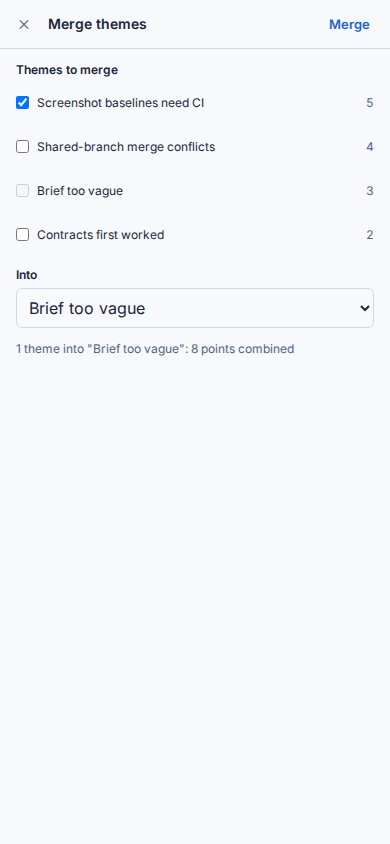 Merge themes Merge
Themes to merge
Screenshot baselines need CI 5
Shared-branch merge conflicts 4
Brief too vague 3
Contracts first worked 2
Into
Brief too vague
1 theme into "Brief too vague": 8 points combined